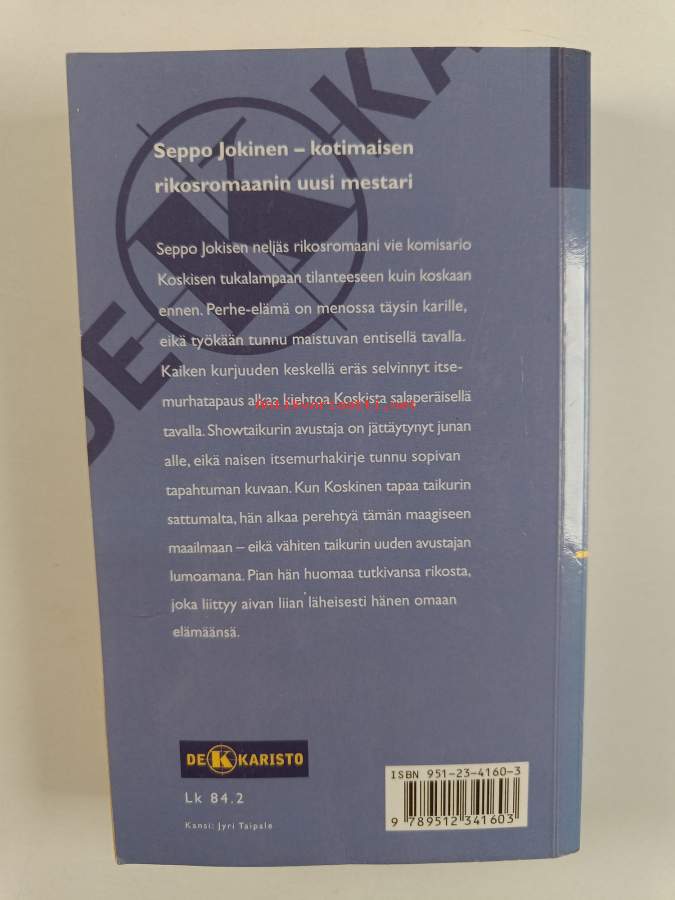 DE KA
Seppo Jokinen – kotimaisen
rikosromaanin uusi mestari
Seppo Jokisen neljäs rikosromaani vie komisario
Koskisen tukalampaan tilanteeseen kuin koskaan
ennen. Perhe-elämä on menossa täysin karille,
eikä työkään tunnu maistuvan entisellä tavalla.
Kaiken kurjuuden keskellä eräs selvinnyt itse-
murhatapaus alkaa kiehtoa Koskista salaperäisellä
tavalla. Showtaikurin avustaja on jättäytynyt junan
alle, eikä naisen itsemurhakirje tunnu sopivan
tapahtuman kuvaan. Kun Koskinen tapaa taikurin
sattumalta, hän alkaa perehtyä tämän maagiseen
maailmaan – eikä vähiten taikurin uuden avustajan
lumoamana. Pian hän huomaa tutkivansa rikosta,
joka liittyy aivan liian läheisesti hänen omaan
elämäänsä.
DE K KARISTO
Lk 84.2
Kansi: Jyri Taipale
ISBN 951-23-4160-3
9 789512 341603